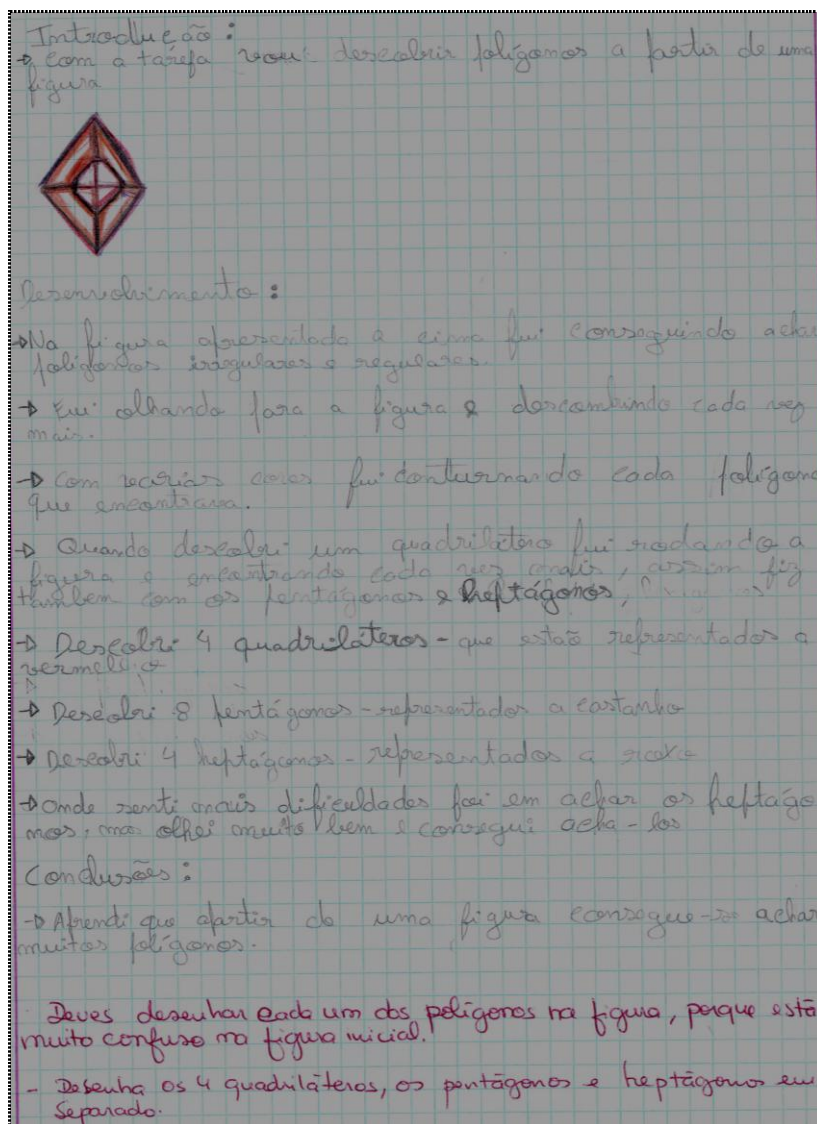 Introdução:
→ Com a tarefa vou descobrir polígonos a partir de uma
figura
Desenvolvimento:
→ Na figura apresentada a cima fui conseguindo achar
polígonos irregulares e regulares.
→ Fui olhando para a figura e descombrindo cada vez
mais.
→ Com várias cores fui conturnando cada polígono
que encontrava.
→ Quando descobri um quadrilátero fui rodando a
figura e encontrando cada vez mais, assim fiz
tambem com os pentágonos e heptágonos,
→ Descobri 4 quadriláteros - que estão representados a
vermelho
→ Descobri 8 pentágonos - representados a castanho
→ Descobri 4 heptágonos - representados a roxo
→ Onde senti mais dificuldades foi em achar os heptágo
nos, mas olhei muito bem e consegui acha-los
Conclusões:
→ Aprendi que apartir de uma figura consegue-se achar
muitos polígonos.
Deves desenhar cada um dos polígonos na figura, porque está
muito confuso na figura inicial.
- Desenha os 4 quadriláteros, os pentágonos e heptágonos em
separado.